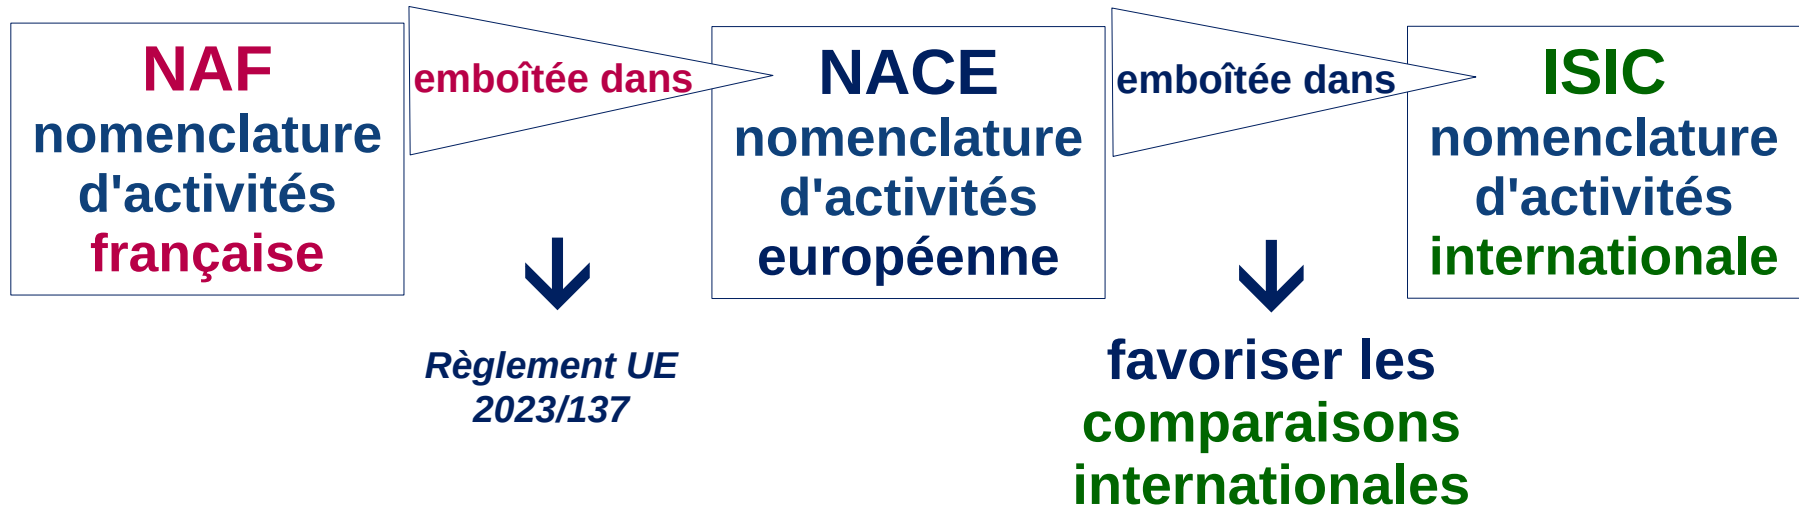 NAF
nomenclature
d'activités
française
emboîtée dans
Règlement UE
2023/137
NACE
nomenclature
d'activités
européenne
emboîtée dans
favoriser les
comparaisons
internationales
ISIC
nomenclature
d'activités
internationale